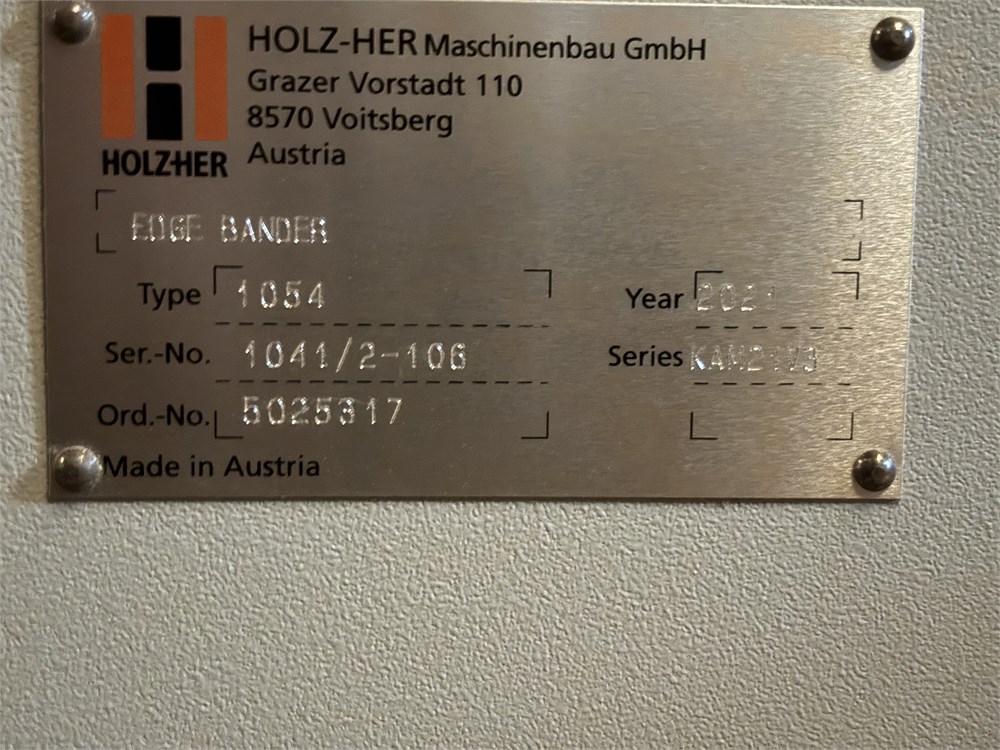 HOLZ-HER Maschinenbau GmbH
Grazer Vorstadt 110
8570 Voitsberg
Austria
HOLZ-HER
EDGE BANDER
Type 1054
Year
Ser.-No. 1041/2-106
Series
Ord.-No. 5025317
Made in Austria